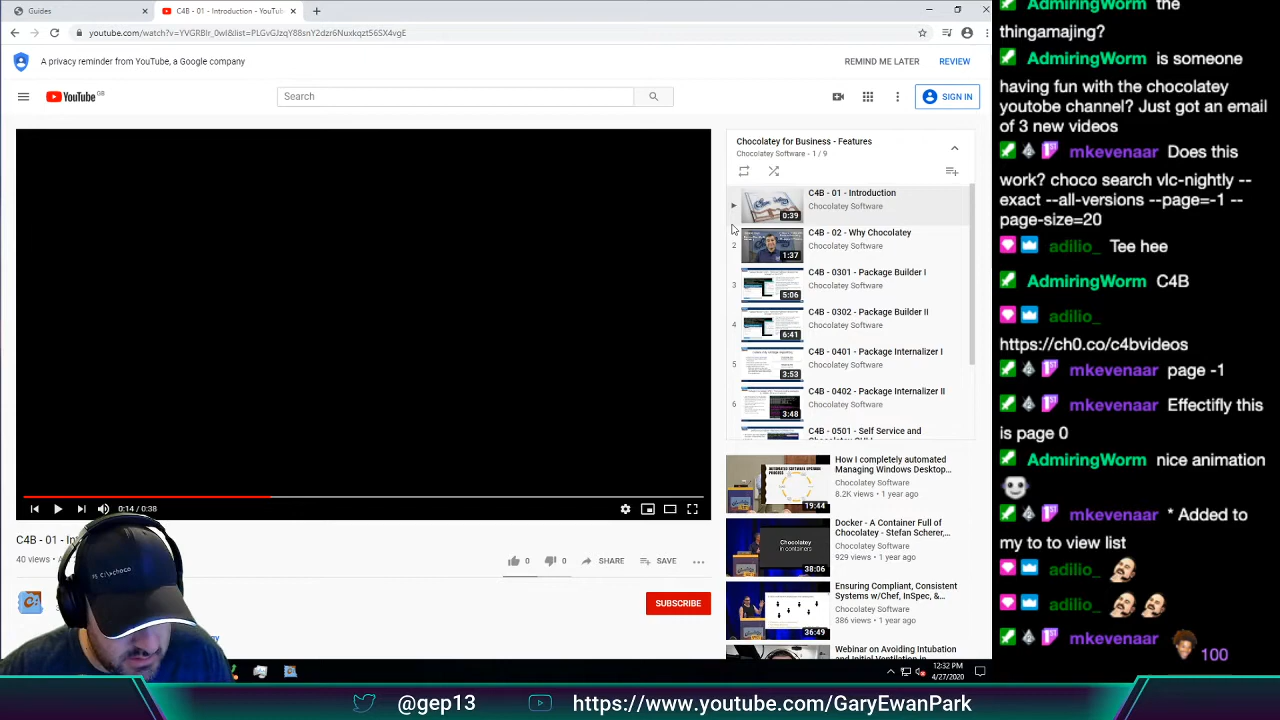 Guides
C4B - 01 - Introduction - YouTub
youtube.com/watch?v=YVGRBIr_0wI&list=PLGvGJzqY88snY2dzr6Nuxkqzt56SX4vgE
A privacy reminder from YouTube, a Google company
REMIND ME LATER
REVIEW
YouTube GB
Search
SIGN IN
Chocolatey for Business - Features
Chocolatey Software - 1 / 9
C4B - 01 - Introduction
Chocolatey Software
0:39
2
C4B - 02 - Why Chocolatey
Chocolatey Software
1:37
3
C4B - 0301 - Package Builder I
Chocolatey Software
5:06
4
C4B - 0302 - Package Builder II
Chocolatey Software
6:41
5
C4B - 0401 - Package Internalizer I
Chocolatey Software
3:53
6
C4B - 0402 - Package Internalizer II
Chocolatey Software
3:48
C4B - 0501 - Self Service and
How I completely automated
Managing Windows Desktop...
Chocolatey Software
8.2K views • 1 year ago
19:44
Docker - A Container Full of
Chocolatey - Stefan Scherer,...
Chocolatey Software
929 views • 1 year ago
Chocolatey
in containers
38:06
Ensuring Compliant, Consistent
Systems w/Chef, InSpec, &...
Chocolatey Software
386 views • 1 year ago
36:49
Webinar on Avoiding Intubation
0:14 / 0:38
C4B - 01 - In
40 views •
0
0
SHARE
SAVE
SUBSCRIBE
PS C:\>choco
12:32 PM
4/27/2020
AdmiringWorm the
thingamajing?
AdmiringWorm is someone
having fun with the chocolatey
youtobe channel? Just got an email
of 3 new videos
mkevenaar Does this
work? choco search vlc-nightly --
exact --all-versions --page=-1 --
page-size=20
adilio_ Tee hee
AdmiringWorm C4B
adilio_
https://ch0.co/c4bvideos
mkevenaar page -1
mkevenaar Effectifly this
is page 0
AdmiringWorm nice animation
mkevenaar * Added to
my to to view list
adilio_
adilio_
mkevenaar 100
@gep13
https://www.youtube.com/GaryEwanPark